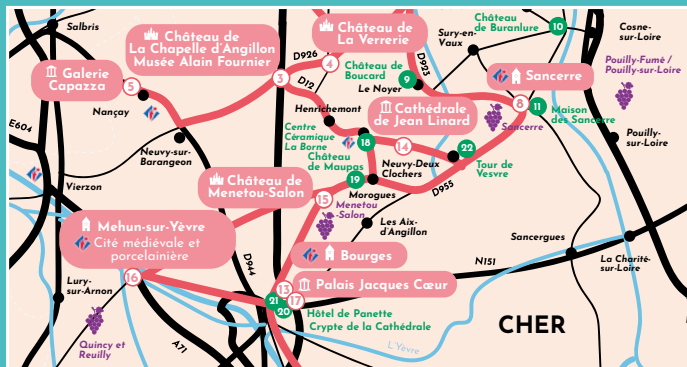 Salbris
Château de
La Chapelle d'Angillon
Musée Alain Fournier
D926
Château de
La Verrerie
Sury-en-
Vaux
Château
de Buranlure
10
Cosne-
sur-Loire
Galerie
Capazza
5
3
4
Château de
Boucard
9
D923
Le Noyer
Sancerre
Pouilly-Fumé /
Pouilly-sur-Loire
Nançay
D12
Henrichemont
Cathédrale
de Jean Linard
8
11
Maison
des Sancerre
Sancerre
E604
Neuvy-sur-
Barangeon
Centre
Céramique
La Borne
18
14
Neuvy-Deux
Clochers
22
Tour de
Vesvre
Pouilly-
sur-Loire
Vierzon
Château
de Maupas
19
Morogues
D955
Château de
Menetou-Salon
15
Menetou
-Salon
Les Aix-
d'Angillon
Mehun-sur-Yèvre
Cité médiévale et
porcelainière
16
D944
Bourges
Sancergues
La Charité-
sur-Loire
N151
Lury-
sur-Arnon
13
17
Palais Jacques Cœur
21
20
Hôtel de Panette
Crypte de la Cathédrale
CHER
Quincy et
Reuilly
A71
L'Yèvre